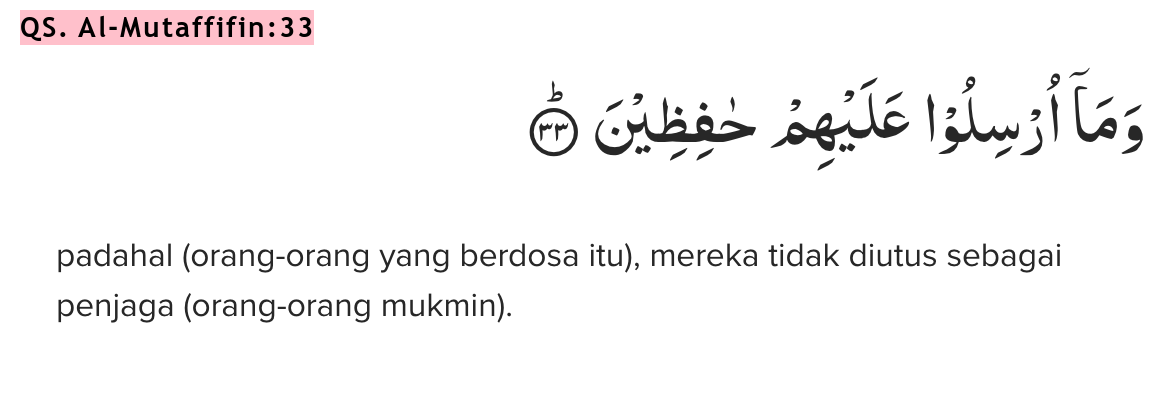 QS. Al-Mutaffifin:33
وَمَآ اُرْسِلُوْا عَلَيْهِمْ حٰفِظِيْنَۗ ٣٣
padahal (orang-orang yang berdosa itu), mereka tidak diutus sebagai
penjaga (orang-orang mukmin).